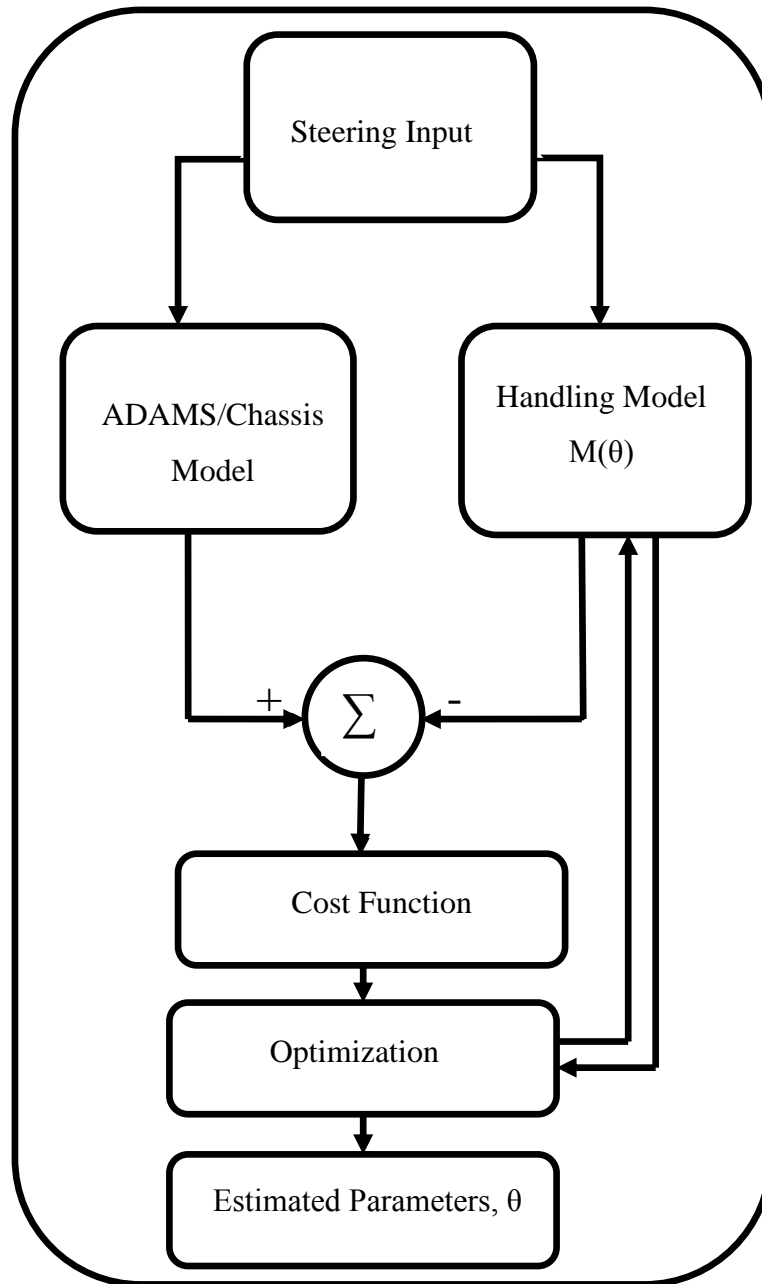 Steering Input
ADAMS/Chassis
Model
Handling Model
M(θ)
+
∑
-
Cost Function
Optimization
Estimated Parameters, θ